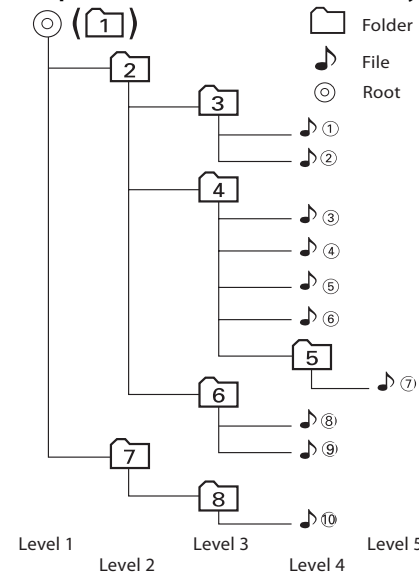 (1)
Folder
File
Root
2
3
①
②
4
③
④
⑤
⑥
5
⑦
6
⑧
⑨
7
8
⑩
Level 1
Level 2
Level 3
Level 4
Level 5